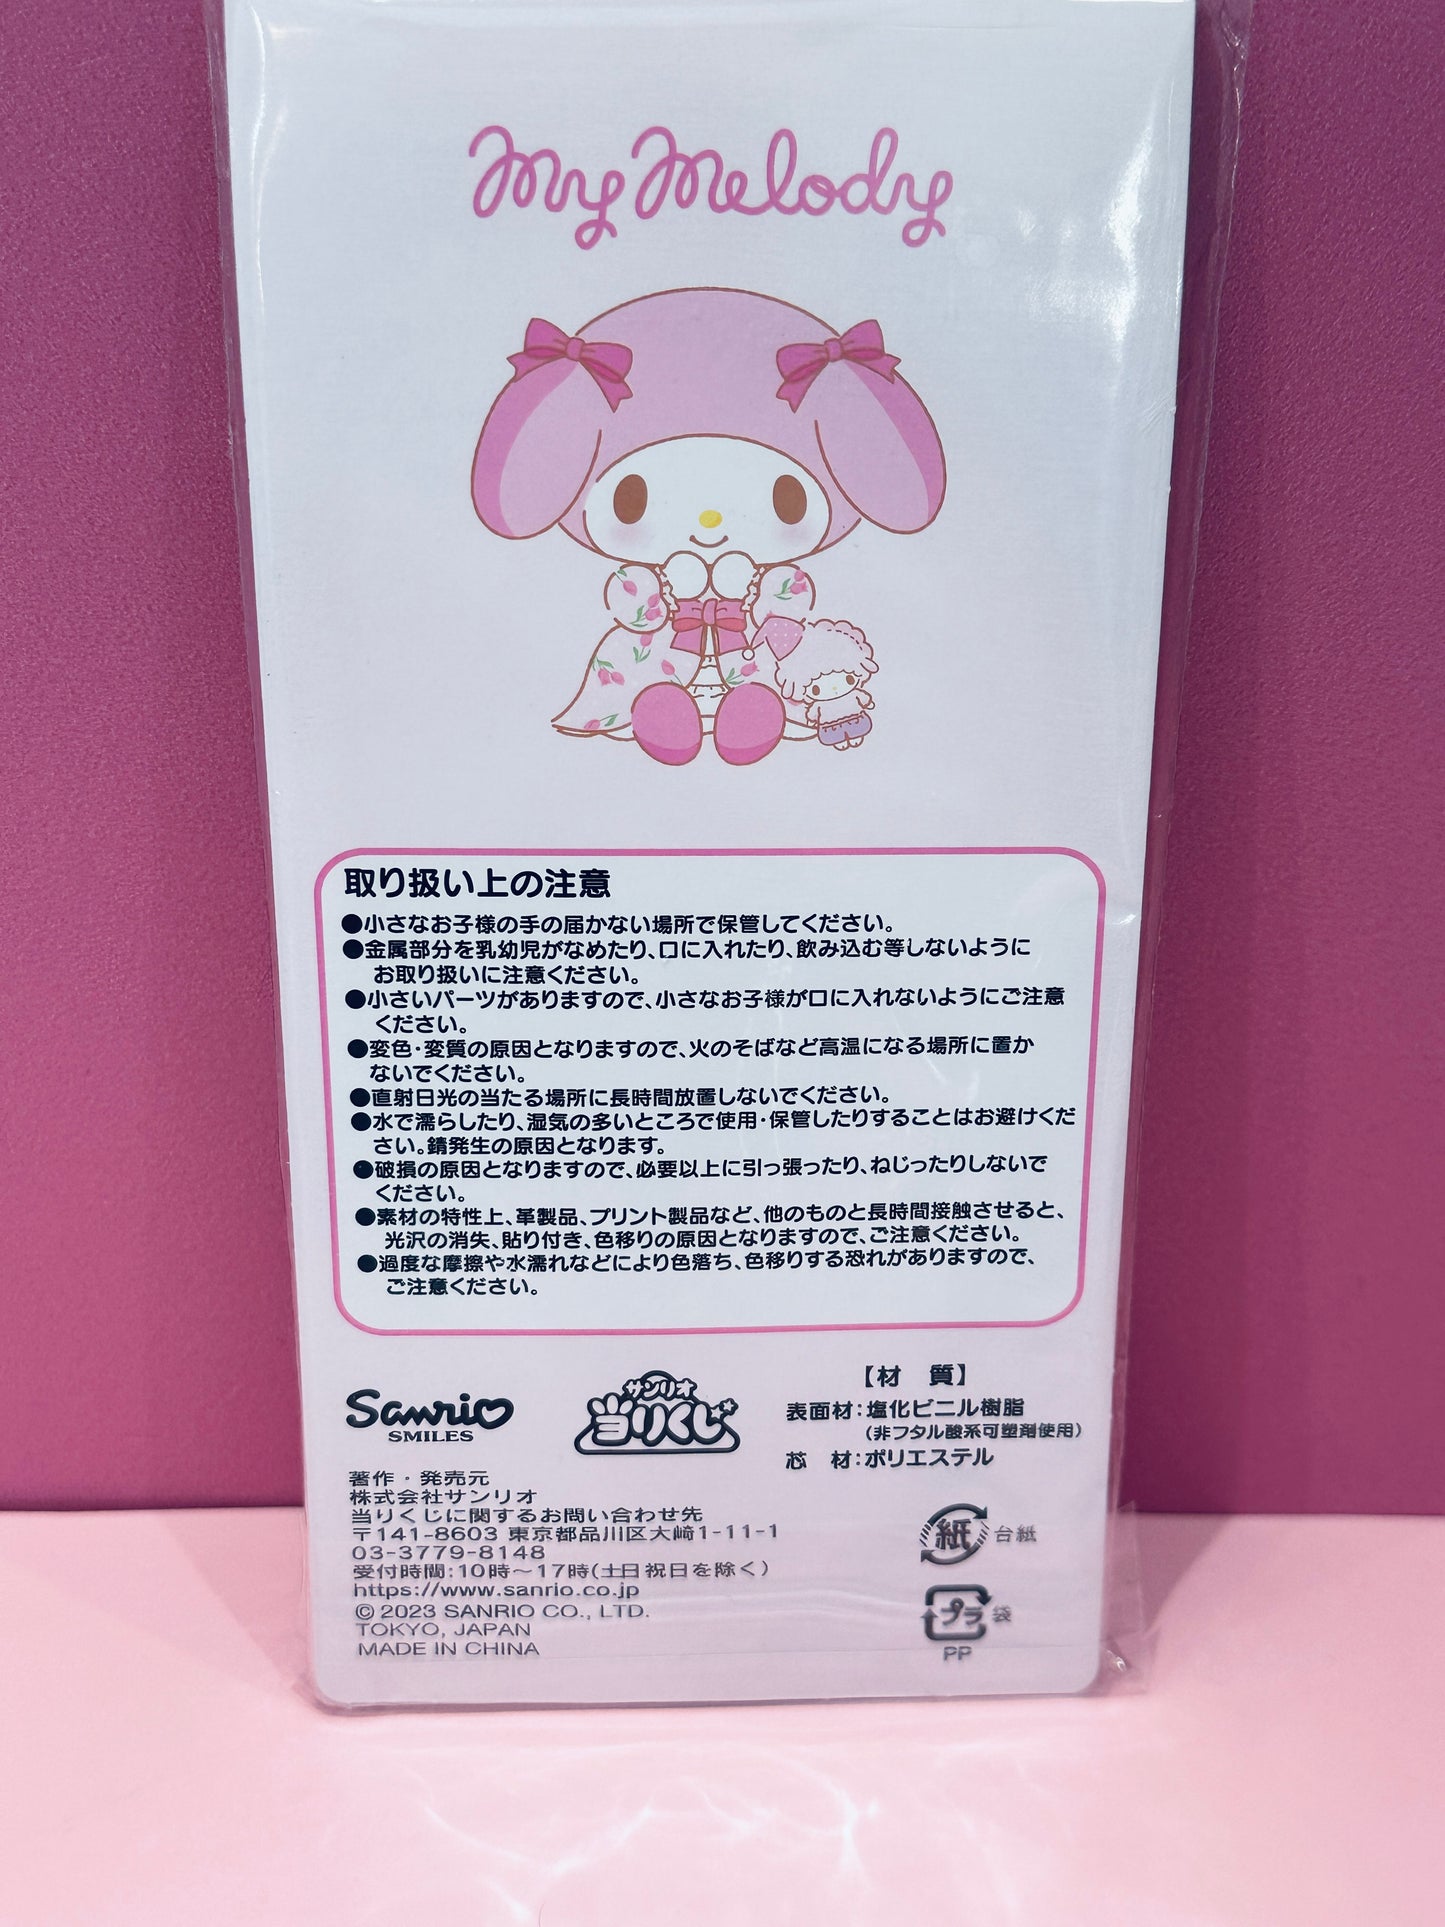 My Melody
取り扱い上の注意
●小さなお子様の手の届かない場所で保管してください。
●金属部分を乳幼児がなめたり、口に入れたり、飲み込む等しないように
お取り扱いに注意ください。
●小さいパーツがありますので、小さなお子様が口に入れないようにご注意
ください。
●変色・変質の原因となりますので、火のそばなど高温になる場所に置か
ないでください。
●直射日光の当たる場所に長時間放置しないでください。
●水で濡らしたり、湿気の多いところで使用・保管したりすることはお避けくだ
さい。錆発生の原因となります。
●破損の原因となりますので、必要以上に引っ張ったり、ねじったりしないで
ください。
●素材の特性上、革製品、プリント製品など、他のものと長時間接触させると、
光沢の消失、貼り付き、色移りの原因となりますので、ご注意ください。
●過度な摩擦や水濡れなどにより色落ち、色移りする恐れがありますので、
ご注意ください。
Sanrio
SMILES
サンリオ
当りくじ
【材 質】
表面材：塩化ビニル樹脂
(非フタル酸系可塑剤使用)
芯 材：ポリエステル
著作・発売元
株式会社サンリオ
当りくじに関するお問い合わせ先
〒141-8603 東京都品川区大崎1-11-1
03-3779-8148
受付時間:10時～17時(土日祝日を除く)
https://www.sanrio.co.jp
© 2023 SANRIO CO., LTD.
TOKYO, JAPAN
MADE IN CHINA
紙 台紙
プラ 袋
PP